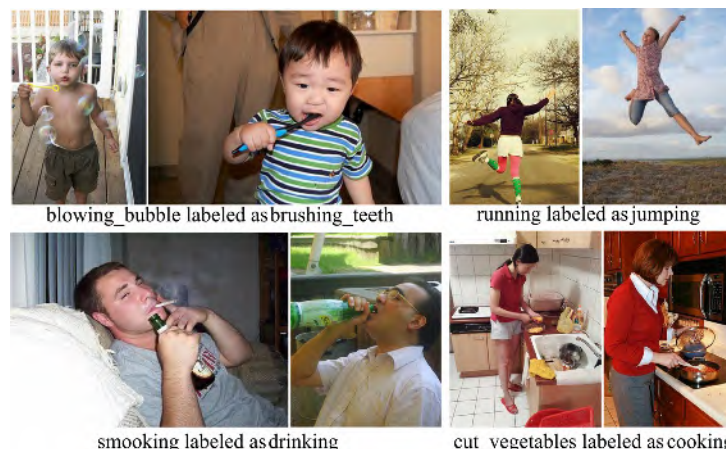 blowing_bubble labeled as brushing_teeth
running labeled as jumping
smooking labeled as drinking
cut_vegetables labeled as cooking